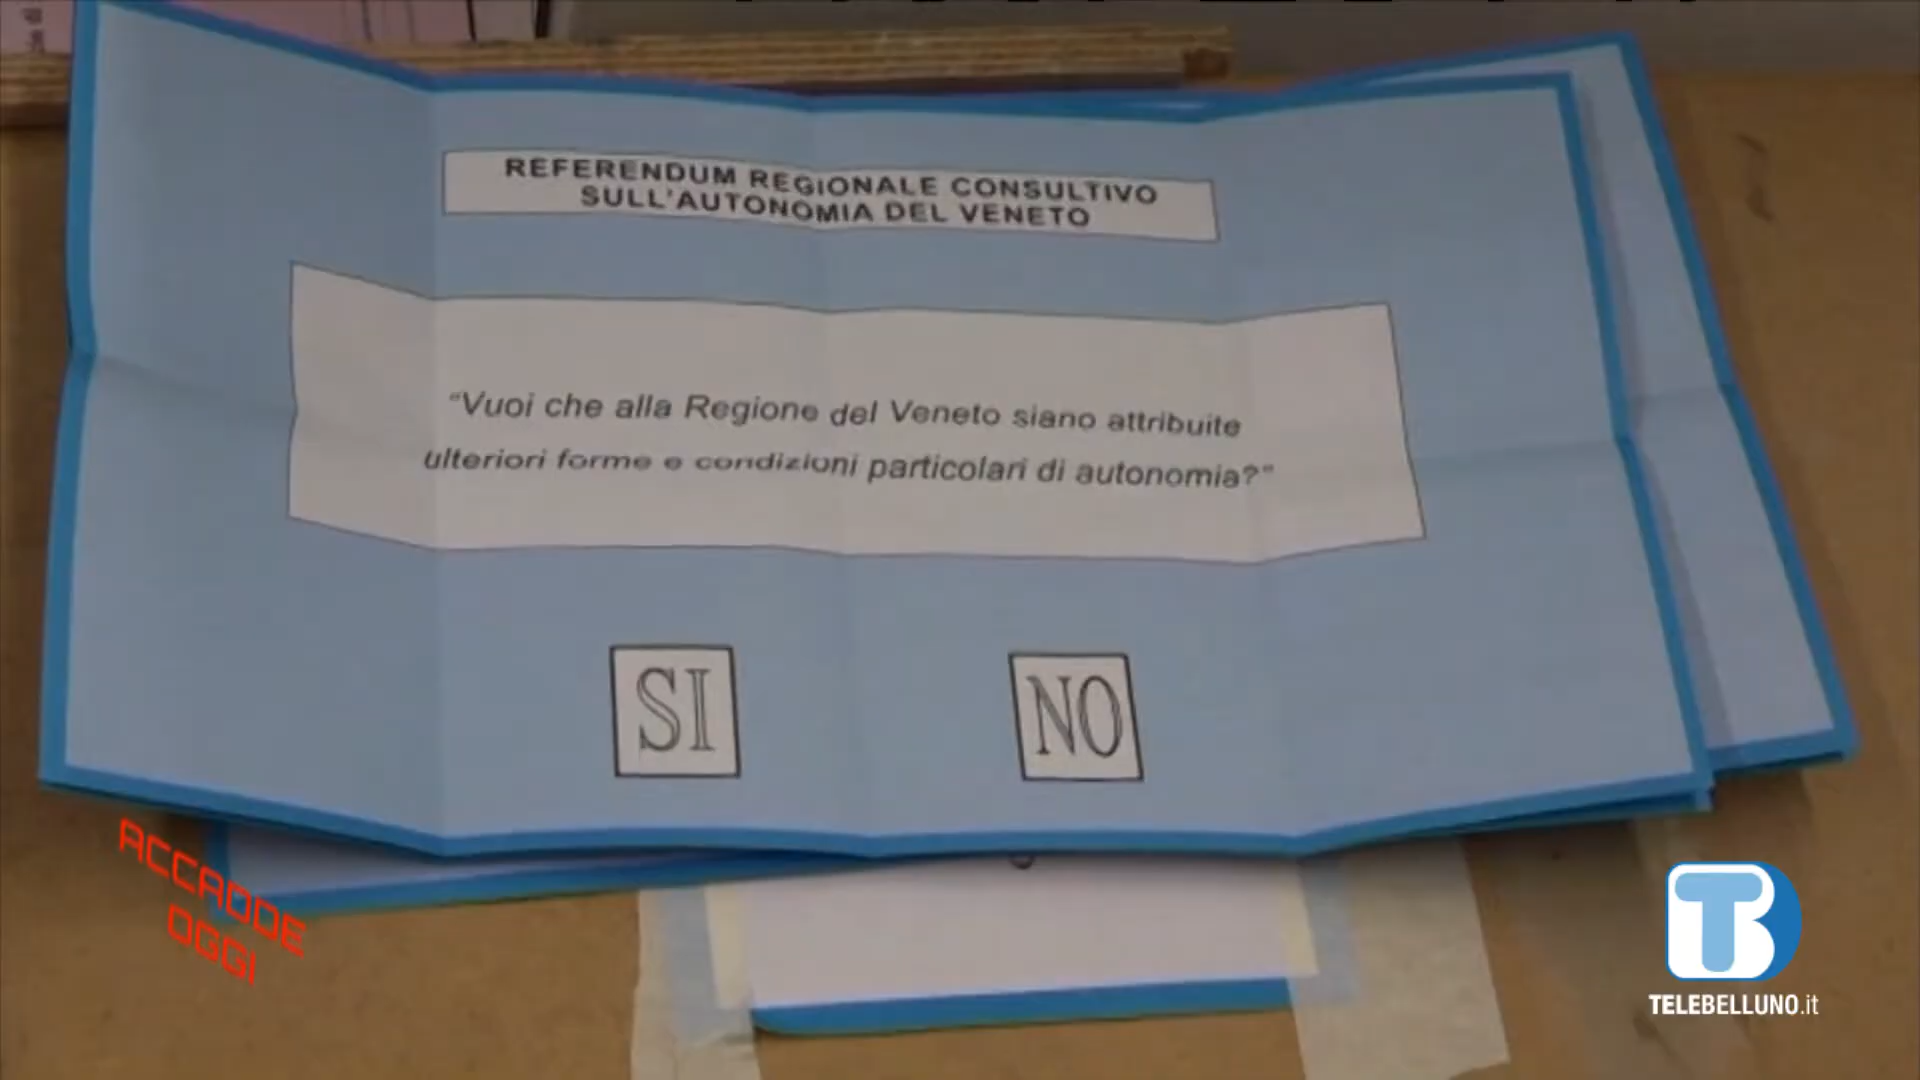 REFERENDUM REGIONALE CONSULTIVO
SULL'AUTONOMIA DEL VENETO
"Vuoi che alla Regione del Veneto siano attribuite
ulteriori forme e condizioni particolari di autonomia?"
SI
NO
ACCADDE
OGGI
TB
TELEBELLUNO.it